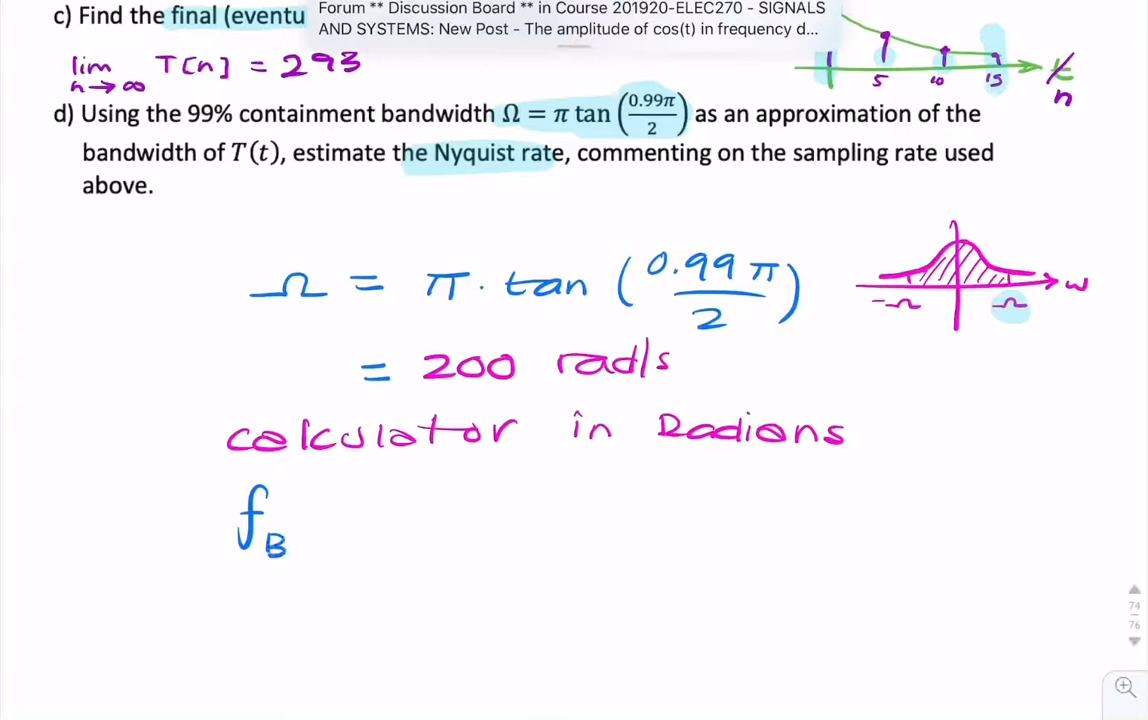 Forum ** Discussion Board ** in Course 201920-ELEC270 - SIGNALS
AND SYSTEMS: New Post - The amplitude of cos(t) in frequency d...
c) Find the final (eventu
lim n→∞ T[n] = 293
5 10 15 t n
d) Using the 99% containment bandwidth Ω = π tan (0.99π/2) as an approximation of the
bandwidth of T(t), estimate the Nyquist rate, commenting on the sampling rate used
above.
Ω = π. tan (0.99π/2)
-Ω Ω ω
= 200 rad/s
calculator in Radians
f_B
74
76